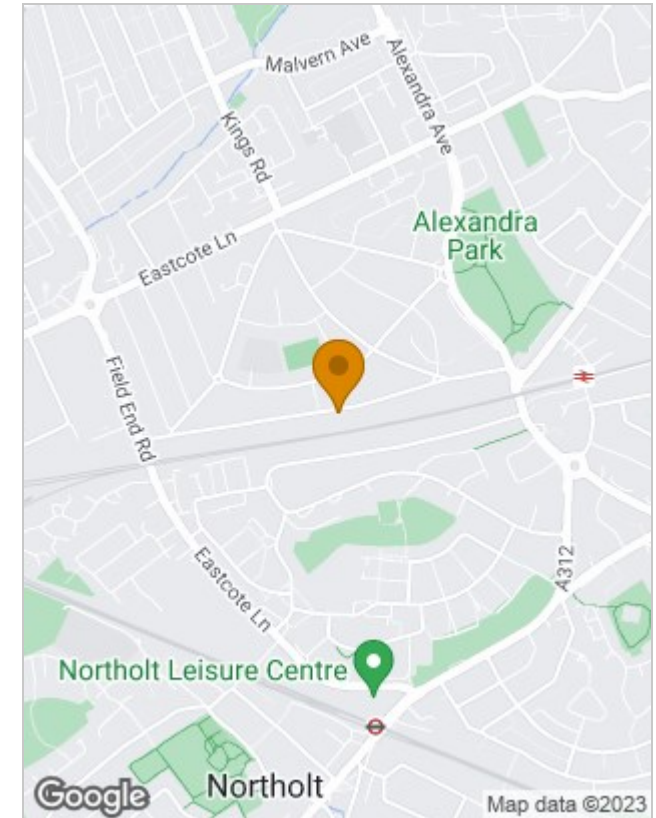 Malvern Ave
Alexandra Ave
Kings Rd
Alexandra
Park
Eastcote Ln
Field End Rd
Eastcote Ln
A312
Northolt Leisure Centre
Northolt
Google
Map data ©2023